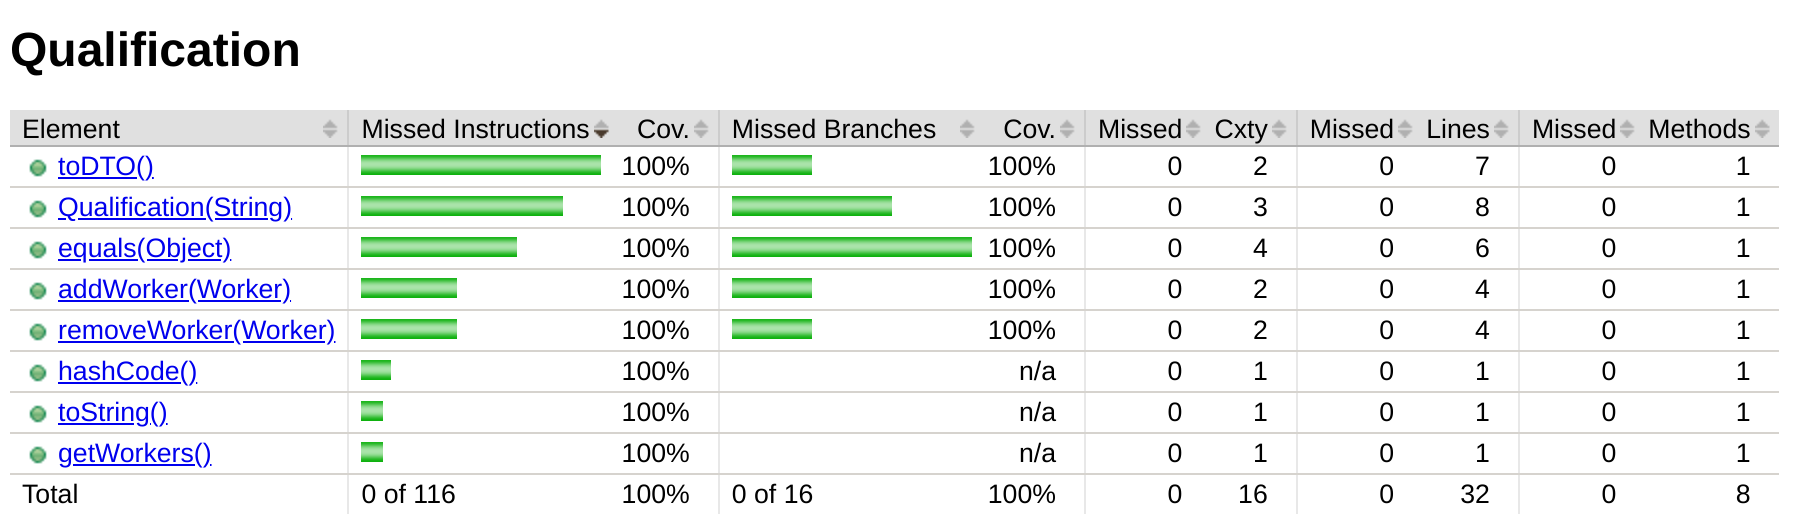 Qualification
Element Missed Instructions Cov. Missed Branches Cov. Missed Cxty Missed Lines Missed Methods
toDTO() 100% 100% 0 2 0 7 0 1
Qualification(String) 100% 100% 0 3 0 8 0 1
equals(Object) 100% 100% 0 4 0 6 0 1
addWorker(Worker) 100% 100% 0 2 0 4 0 1
removeWorker(Worker) 100% 100% 0 2 0 4 0 1
hashCode() 100% n/a 0 1 0 1 0 1
toString() 100% n/a 0 1 0 1 0 1
getWorkers() 100% n/a 0 1 0 1 0 1
Total 0 of 116 100% 0 of 16 100% 0 16 0 32 0 8